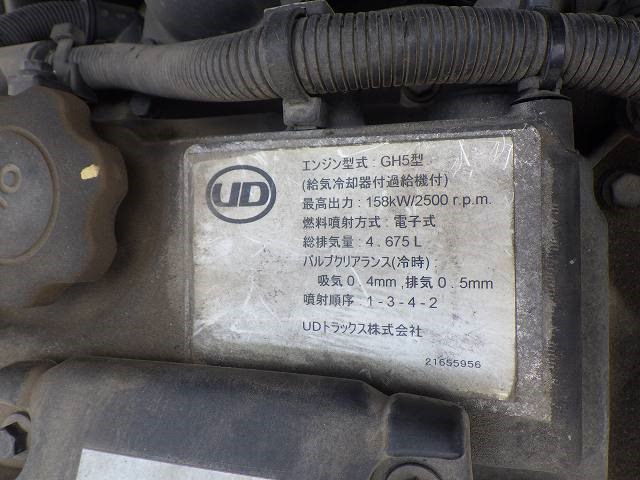 UD
エンジン型式 : GH5型
(給気冷却器付過給機付)
最高出力 : 158kW/2500 r.p.m.
燃料噴射方式 : 電子式
総排気量 : 4.675 L
バルブクリアランス(冷時) :
吸気0.4mm,排気0.5mm
噴射順序 : 1-3-4-2
UDトラックス株式会社
21655956